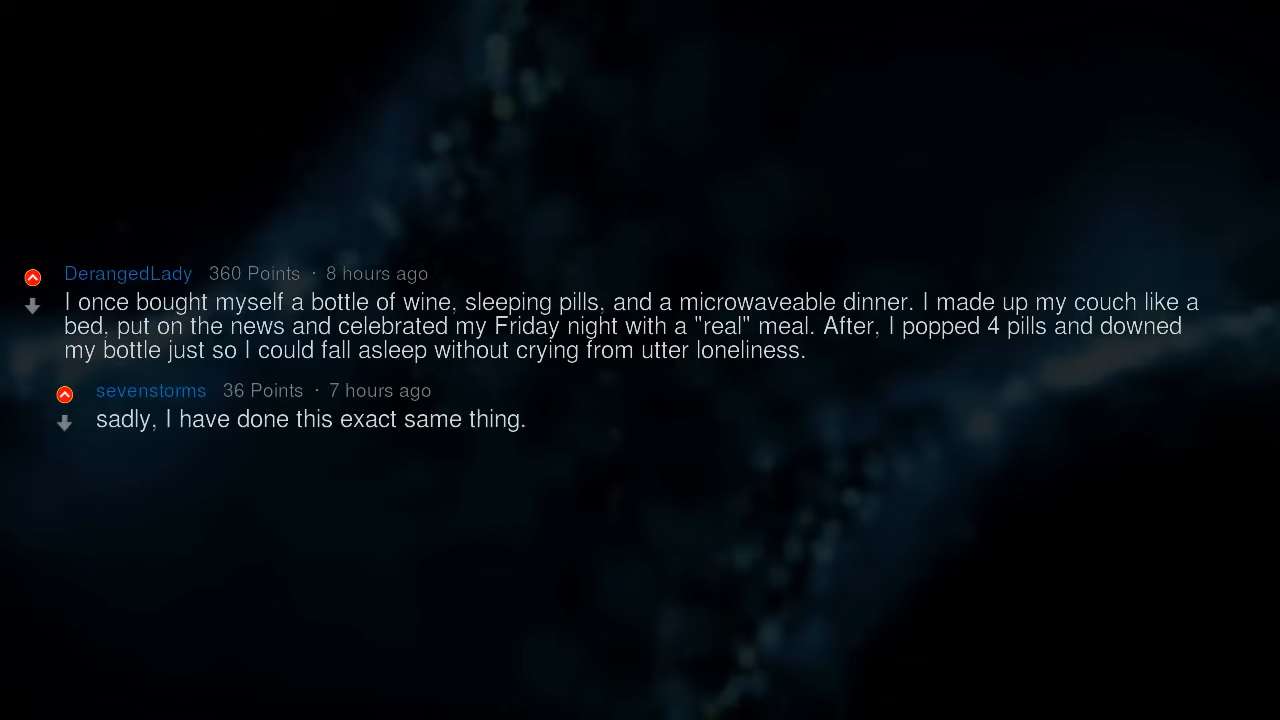 DerangedLady 360 Points · 8 hours ago
I once bought myself a bottle of wine, sleeping pills, and a microwaveable dinner. I made up my couch like a
bed, put on the news and celebrated my Friday night with a "real" meal. After, I popped 4 pills and downed
my bottle just so I could fall asleep without crying from utter loneliness.
sevenstorms 36 Points · 7 hours ago
sadly, I have done this exact same thing.